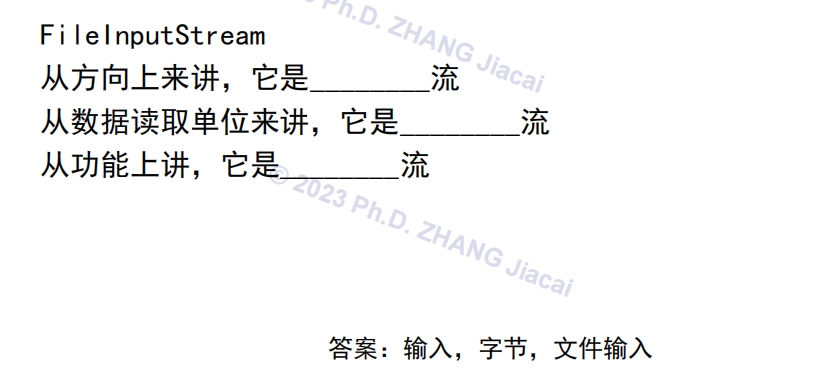 23 Ph.D. ZHANG Jiacai
FileInputStream
从方向上来讲，它是________流
从数据读取单位来讲，它是________流
从功能上讲，它是________流
© 2023 Ph.D. ZHANG Jiacai
答案：输入，字节，文件输入